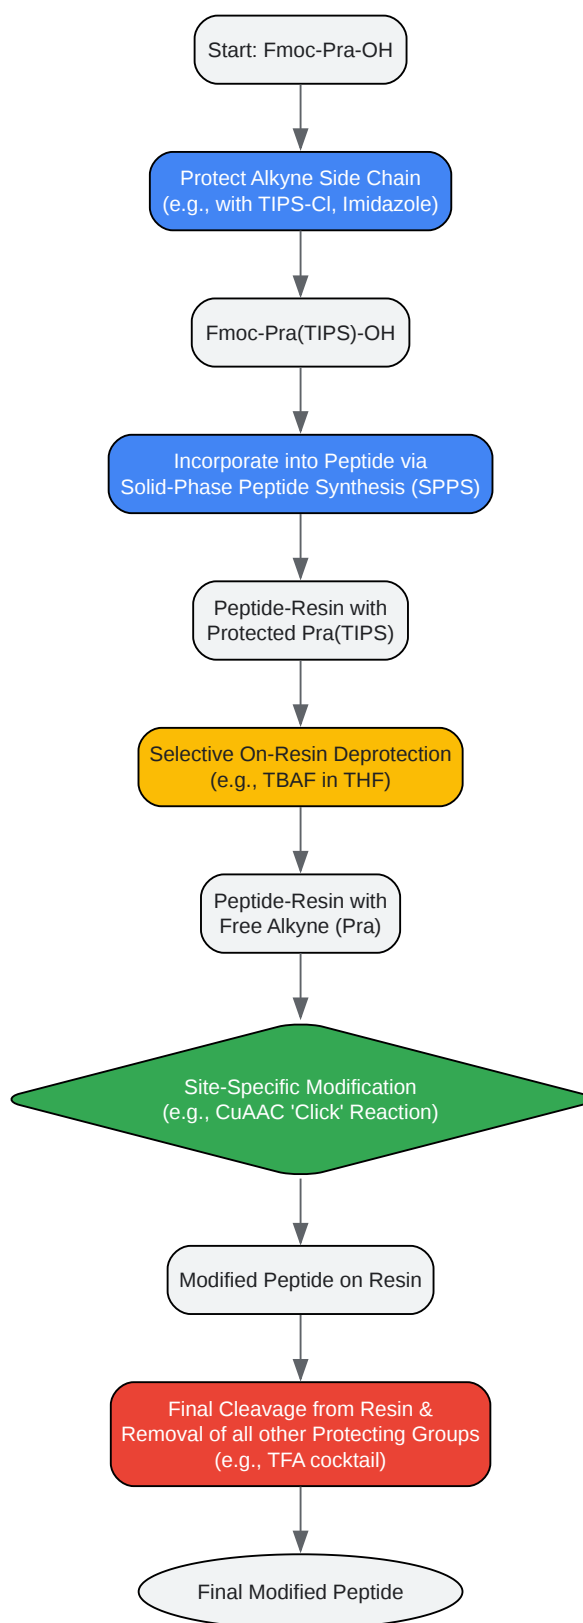 Start: Fmoc-Pra-OH
Protect Alkyne Side Chain
(e.g., with TIPS-Cl, Imidazole)
Fmoc-Pra(TIPS)-OH
Incorporate into Peptide via
Solid-Phase Peptide Synthesis (SPPS)
Peptide-Resin with
Protected Pra(TIPS)
Selective On-Resin Deprotection
(e.g., TBAF in THF)
Peptide-Resin with
Free Alkyne (Pra)
Site-Specific Modification
(e.g., CuAAC 'Click' Reaction)
Modified Peptide on Resin
Final Cleavage from Resin &
Removal of all other Protecting Groups
(e.g., TFA cocktail)
Final Modified Peptide